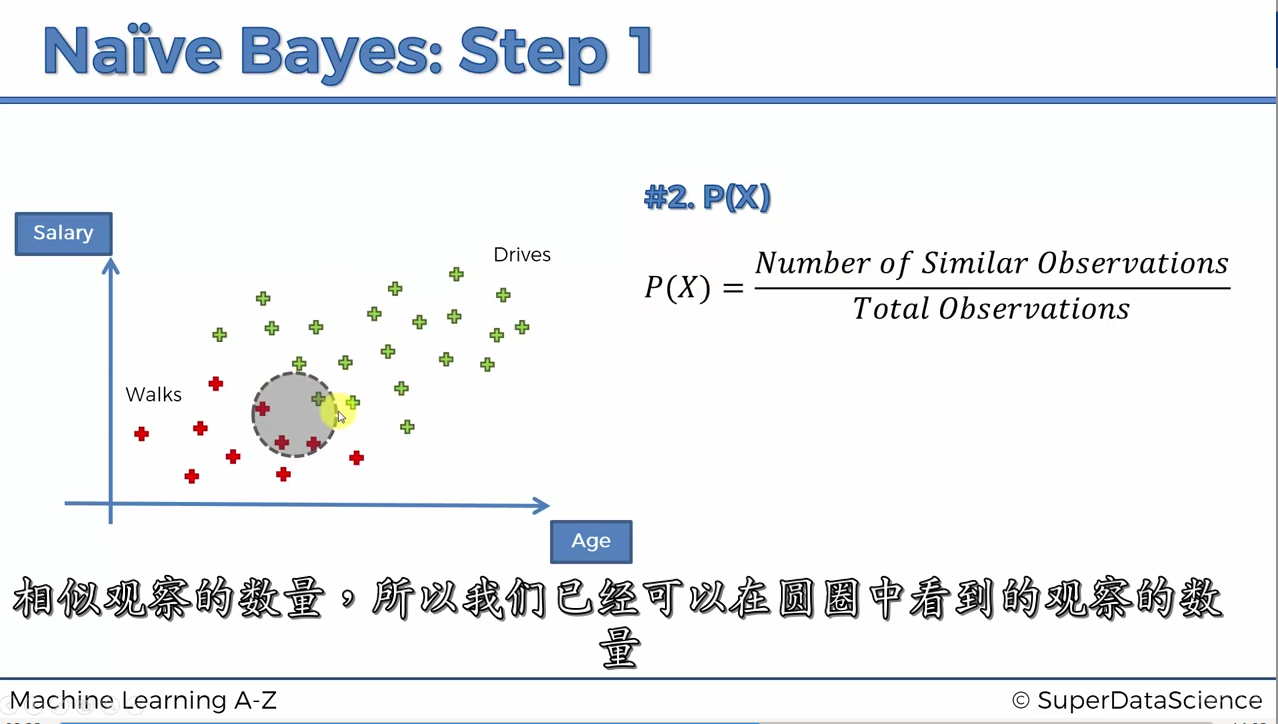 Naïve Bayes: Step 1
#2. P(X)
Salary
Drives
P(X) = Number of Similar Observations / Total Observations
Walks
Age
相似观察的数量，所以我们已经可以在圆圈中看到的观察的数
量
Machine Learning A-Z
© SuperDataScience